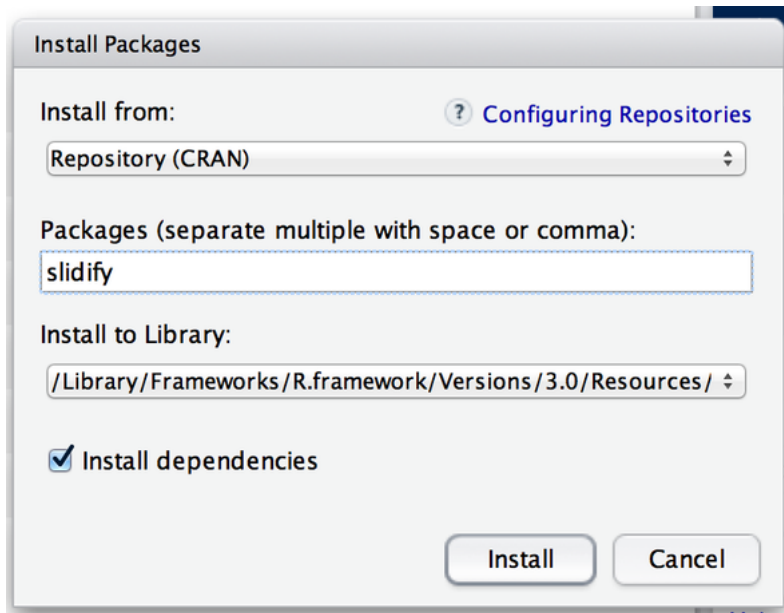 Install Packages
Install from:
? Configuring Repositories
Repository (CRAN)
Packages (separate multiple with space or comma):
slidify
Install to Library:
/Library/Frameworks/R.framework/Versions/3.0/Resources/
Install dependencies
Install
Cancel